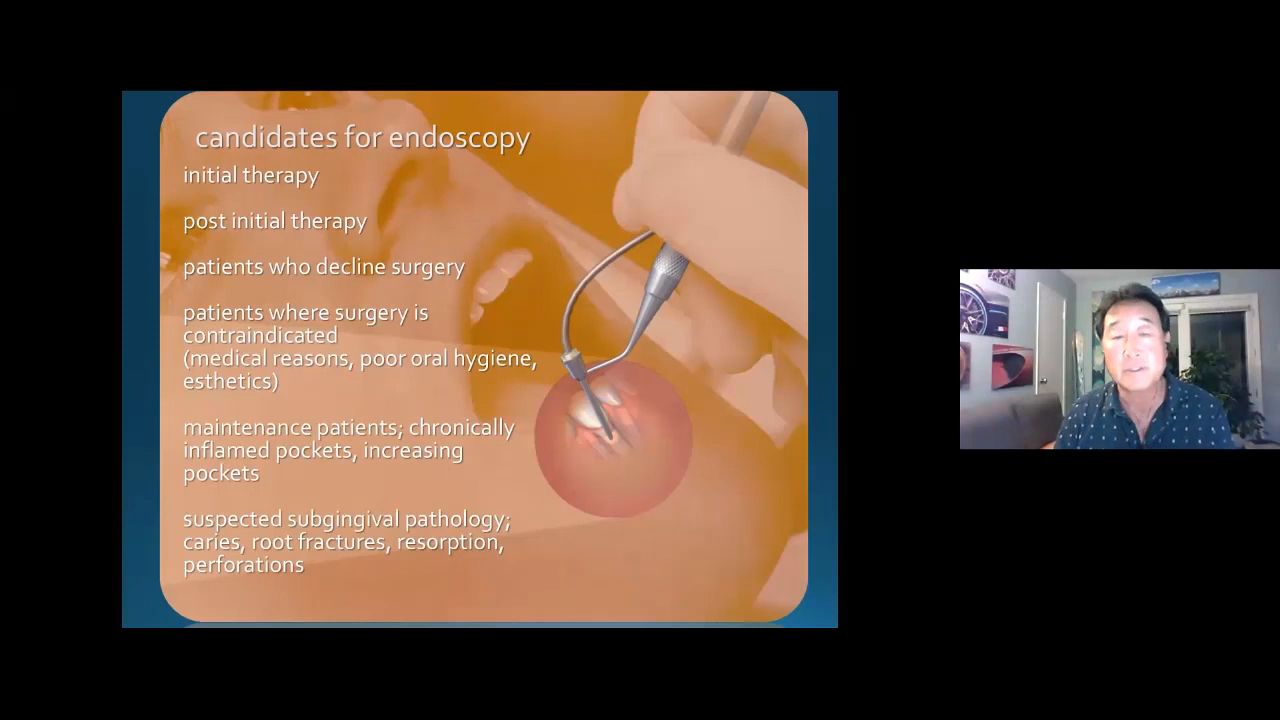 candidates for endoscopy
initial therapy
post initial therapy
patients who decline surgery
patients where surgery is
contraindicated
(medical reasons, poor oral hygiene,
esthetics)
maintenance patients; chronically
inflamed pockets, increasing
pockets
suspected subgingival pathology;
caries, root fractures, resorption,
perforations